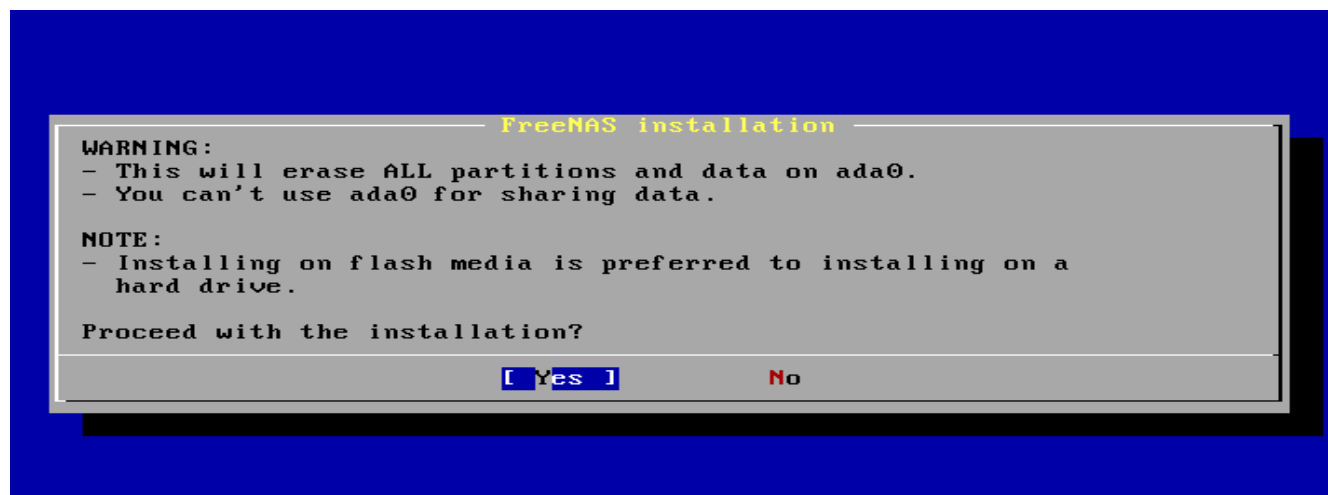 FreeNAS installation
WARNING:
- This will erase ALL partitions and data on ada0.
- You can't use ada0 for sharing data.
NOTE:
- Installing on flash media is preferred to installing on a
hard drive.
Proceed with the installation?
[ Yes ] No